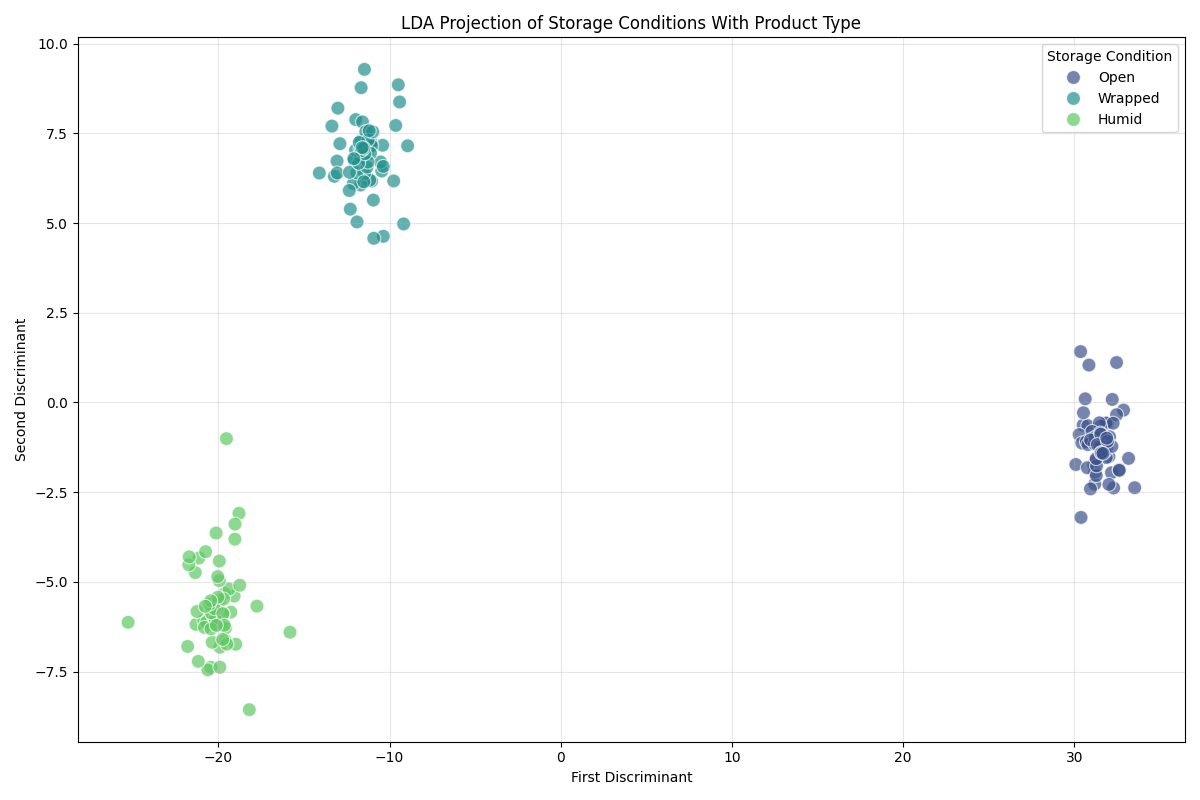 LDA Projection of Storage Conditions With Product Type
Storage Condition
Open
Wrapped
Humid
Second Discriminant
10.0
7.5
5.0
2.5
0.0
−2.5
−5.0
−7.5
−20
−10
0
10
20
30
First Discriminant